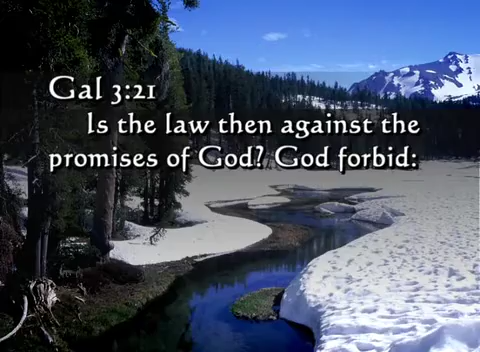 Gal 3:21
Is the law then against the
promises of God? God forbid: